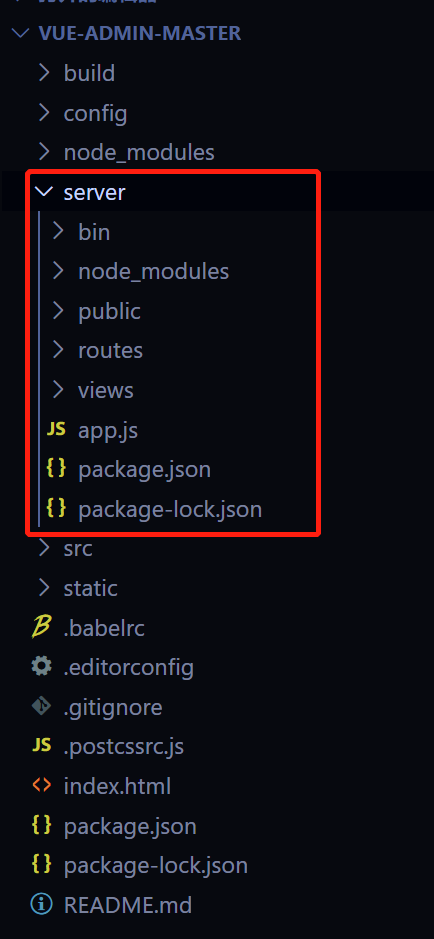 VUE-ADMIN-MASTER
build
config
node_modules
server
bin
node_modules
public
routes
views
JS app.js
{} package.json
{} package-lock.json
src
static
.babelrc
.editorconfig
.gitignore
JS .postcssrc.js
<> index.html
{} package.json
{} package-lock.json
README.md